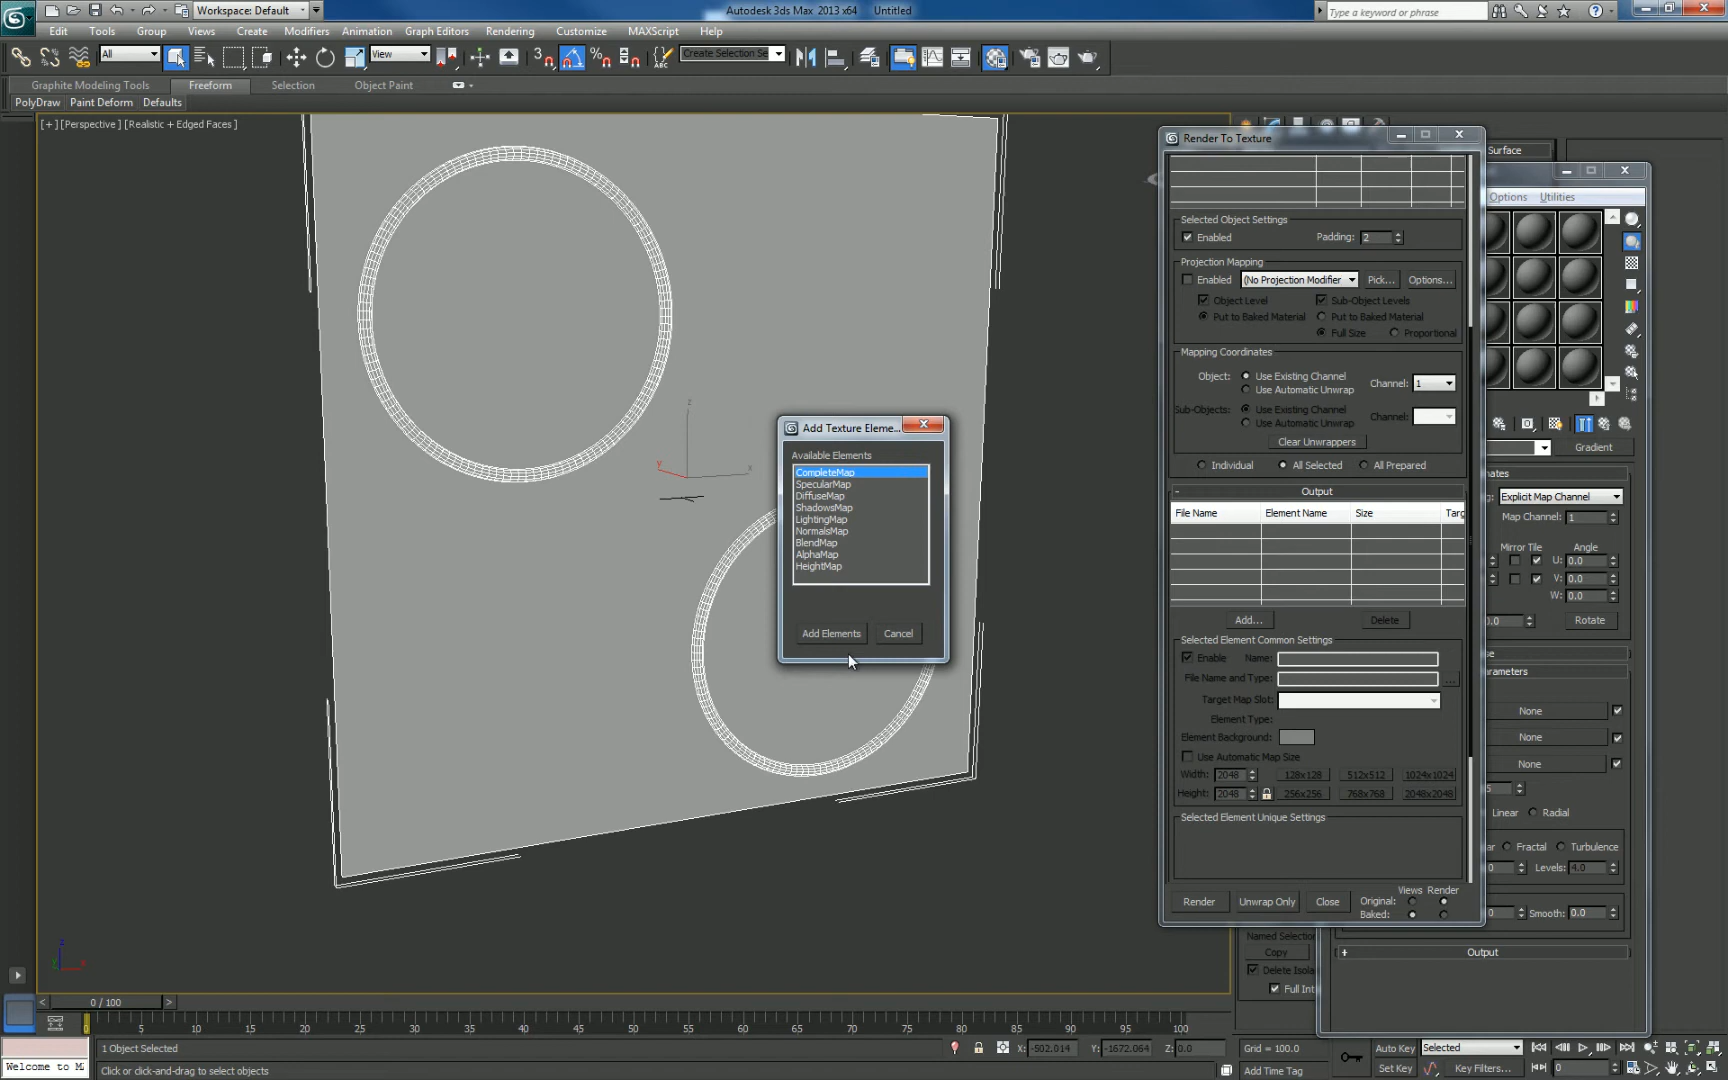 Workspace: Default
Autodesk 3ds Max 2013 x64 Untitled
Type a keyword or phrase
Edit Tools Group Views Create Modifiers Animation Graph Editors Rendering Customize MAXScript Help
All
View
3
Create Selection Se
Graphite Modeling Tools Freeform Selection Object Paint
PolyDraw Paint Deform Defaults
[+] [Perspective] [Realistic + Edged Faces]
Render To Texture
Surface
Options Utilities
Selected Object Settings
Enabled Padding: 2
Projection Mapping
Enabled (No Projection Modifier Pick... Options...
Object Level Sub-Object Levels
Put to Baked Material Put to Baked Material
Full Size Proportional
Mapping Coordinates
Object: Use Existing Channel Channel: 1
Use Automatic Unwrap
Sub-Objects: Use Existing Channel Channel:
Use Automatic Unwrap
Clear Unwrappers
Individual All Selected All Prepared
Output
File Name Element Name Size Targ
Add... Delete
Selected Element Common Settings
Enable Name:
File Name and Type: ...
Target Map Slot:
Element Type:
Element Background:
Use Automatic Map Size
Width: 2048 128x128 512x512 1024x1024
Height: 2048 256x256 768x768 2048x2048
Selected Element Unique Settings
Views Render
Render Unwrap Only Close Original:
Baked:
Add Texture Eleme...
Available Elements
CompleteMap
SpecularMap
DiffuseMap
ShadowsMap
LightingMap
NormalsMap
BlendMap
AlphaMap
HeightMap
Add Elements Cancel
z
x
Y
Gradient
Explicit Map Channel
Map Channel: 1
Mirror Tile Angle
U: 0.0
V: 0.0
W: 0.0
Rotate
None
None
None
Linear Radial
Fractal Turbulence
Levels: 4.0
Smooth: 0.0
Output
Named Selection
Copy
Delete Isola
Full Int
0 / 100
0 5 10 15 20 25 30 35 40 45 50 55 60 65 70 75 80 85 90 95 100
1 Object Selected X: -502.014 Y: -1672.064 Z: 0.0 Grid = 100.0 Auto Key Selected
Welcome to M Click or click-and-drag to select objects Add Time Tag Set Key Key Filters... 0